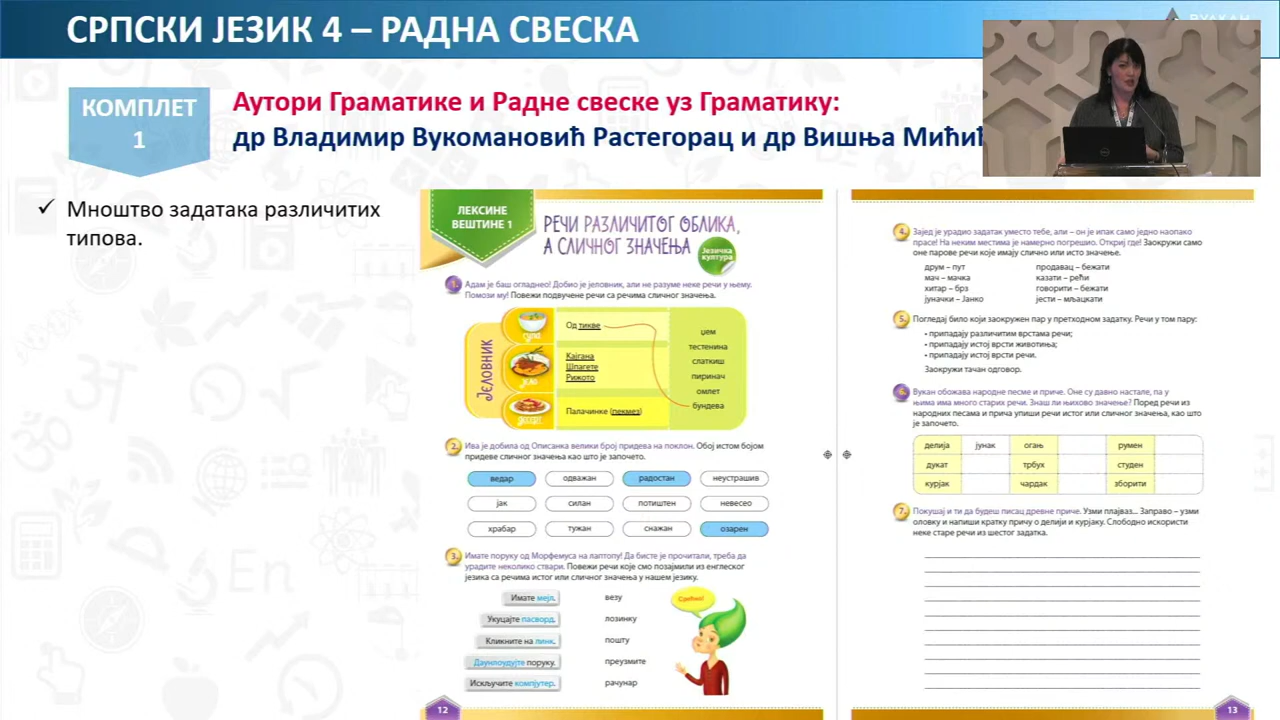 СРПСКИ ЈЕЗИК 4 – РАДНА СВЕСКА
КОМПЛЕТ
1
Аутори Граматике и Радне свеске уз Граматику:
др Владимир Вукомановић Растегорац и др Вишња Мићић
✓ Мноштво задатака различитих
типова.
ЛЕКСИНЕ
ВЕШТИНЕ 1
РЕЧИ РАЗЛИЧИТОГ ОБЛИКА,
А СЛИЧНОГ ЗНАЧЕЊА
Језичка
култура
1. Адам је баш огладнео! Добио је јеловник, али не разуме неке речи у њему.
Помози му! Повежи подвучене речи са речима сличног значења.
ЈЕЛОВНИК
СУПА
ЈЕЛО
ДЕЗЕРТ
Од тикве
Кајгана
Шпагете
Рижото
Палачинке (пекмез)
џем
тестенина
слаткиш
пиринач
омлет
бундева
2. Ива је добила од Описанка велики број придева на поклон. Обој истом бојом
придеве сличног значења као што је започето.
ведар одважан радостан неустрашив
јак силан потиштен невесео
храбар тужан снажан озарен
3. Имате поруку од Морфемуса на лаптопу! Да бисте је прочитали, треба да
урадите неколико ствари. Повежи речи које смо позајмили из енглеског
језика са речима истог или сличног значења у нашем језику.
Имате мејл. везу
Укуцајте пасворд. лозинку
Кликните на линк. пошту
Даунлоудујте поруку. преузмите
Искључите компјутер. рачунар
Срећно!
12
4. Зајед је урадио задатак уместо тебе, али – он је ипак само једно наопако
прасе! На неким местима је намерно погрешио. Откриј где! Заокружи само
оне парове речи које имају слично или исто значење.
друм – пут продавац – бежати
мач – мачка казати – рећи
хитар – брз говорити – бежати
јуначки – Јанко јести – мљацкати
5. Погледај било који заокружен пар у претходном задатку. Речи у том пару:
• припадају различитим врстама речи;
• припадају истој врсти животиња;
• припадају истој врсти речи.
Заокружи тачан одговор.
6. Вукан обожава народне песме и приче. Оне су давно настале, па у
њима има много старих речи. Знаш ли њихово значење? Поред речи из
народних песама и прича упиши речи истог или сличног значења, као што
је започето.
делија јунак огањ румен
дукат трбух студен
курјак чардак зборити
7. Покушај и ти да будеш писац древне приче. Узми плајваз... Заправо – узми
оловку и напиши кратку причу о делији и курјаку. Слободно искористи
неке старе речи из шестог задатка.
13